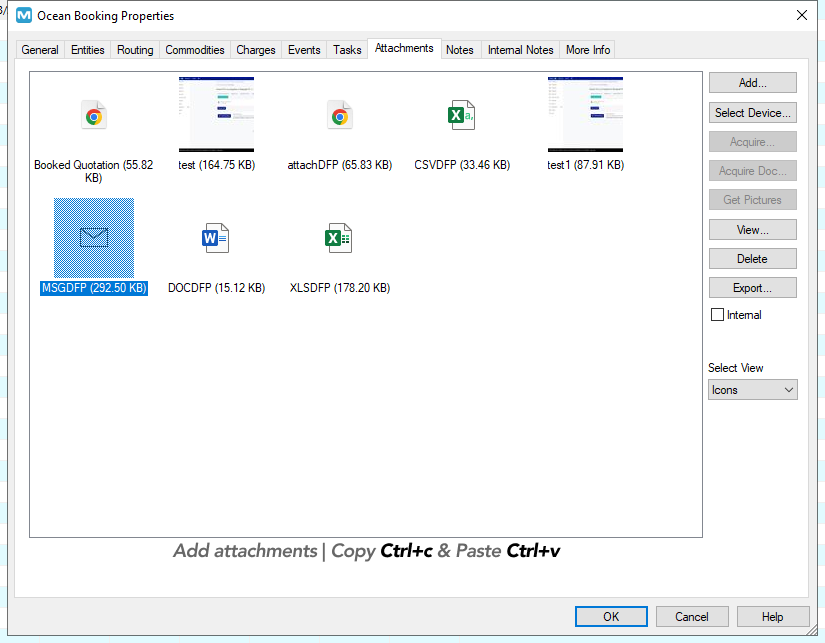 Ocean Booking Properties
General Entities Routing Commodities Charges Events Tasks Attachments Notes Internal Notes More Info
Booked Quotation (55.82 KB)
test (164.75 KB)
attachDFP (65.83 KB)
CSVDFP (33.46 KB)
test1 (87.91 KB)
MSGDFP (292.50 KB)
DOCDFP (15.12 KB)
XLSDFP (178.20 KB)
Add...
Select Device...
Acquire...
Acquire Doc...
Get Pictures
View...
Delete
Export...
Internal
Select View
Icons
Add attachments | Copy Ctrl+c & Paste Ctrl+v
OK Cancel Help